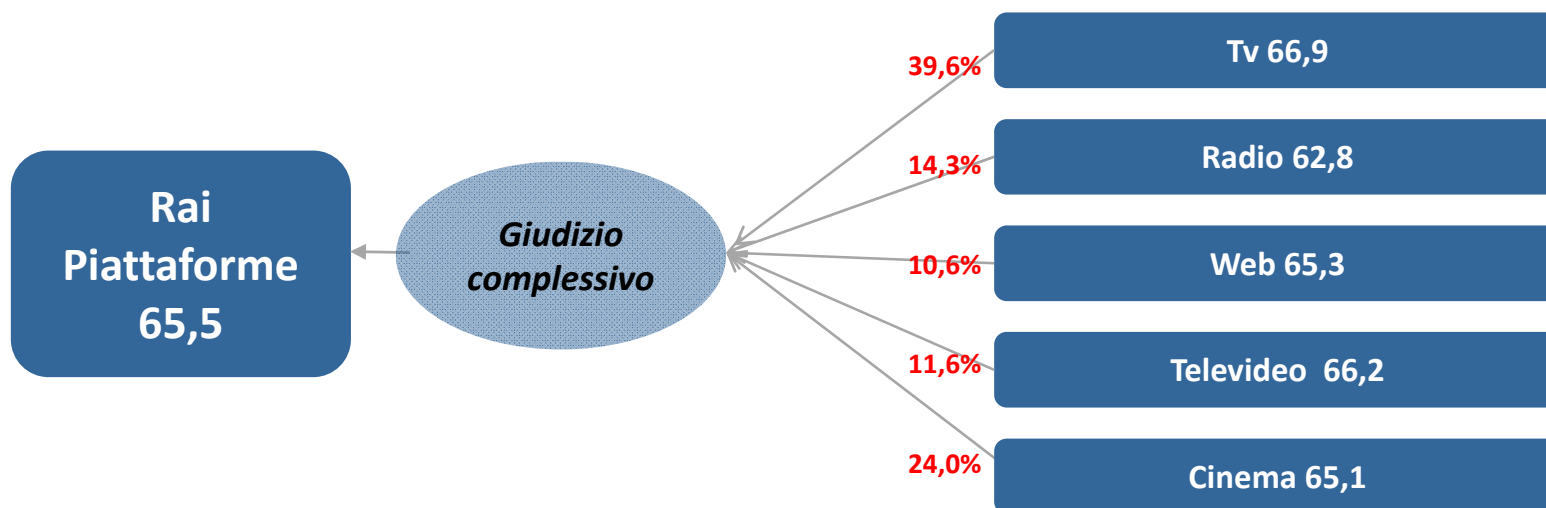 Rai
Piattaforme
65,5
Giudizio
complessivo
39,6%
Tv 66,9
14,3%
Radio 62,8
10,6%
Web 65,3
11,6%
Televideo 66,2
24,0%
Cinema 65,1